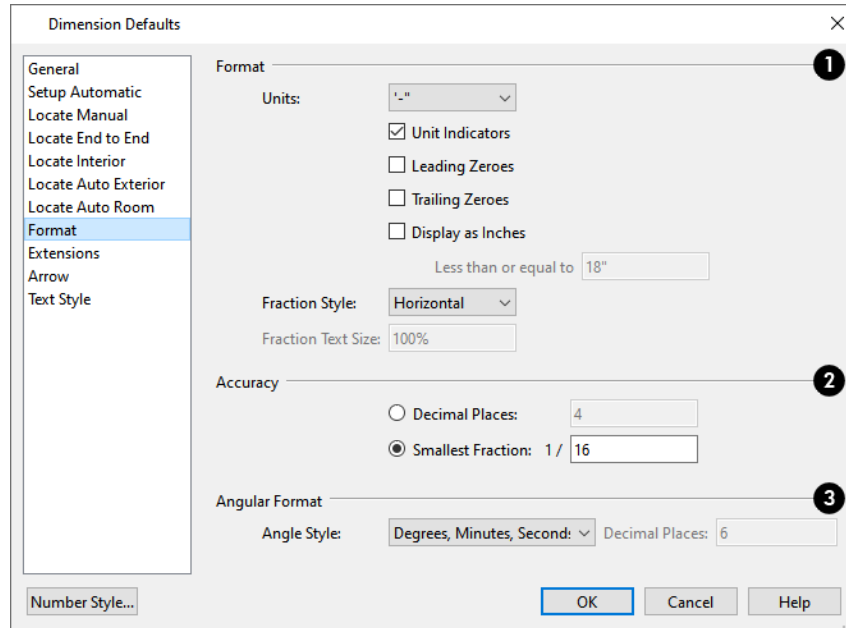 Dimension Defaults
General
Setup Automatic
Locate Manual
Locate End to End
Locate Interior
Locate Auto Exterior
Locate Auto Room
Format
Extensions
Arrow
Text Style
Format 1
Units: '-"
Unit Indicators
Leading Zeroes
Trailing Zeroes
Display as Inches
Less than or equal to 18"
Fraction Style: Horizontal
Fraction Text Size: 100%
Accuracy 2
Decimal Places: 4
Smallest Fraction: 1 / 16
Angular Format 3
Angle Style: Degrees, Minutes, Seconds Decimal Places: 6
Number Style... OK Cancel Help